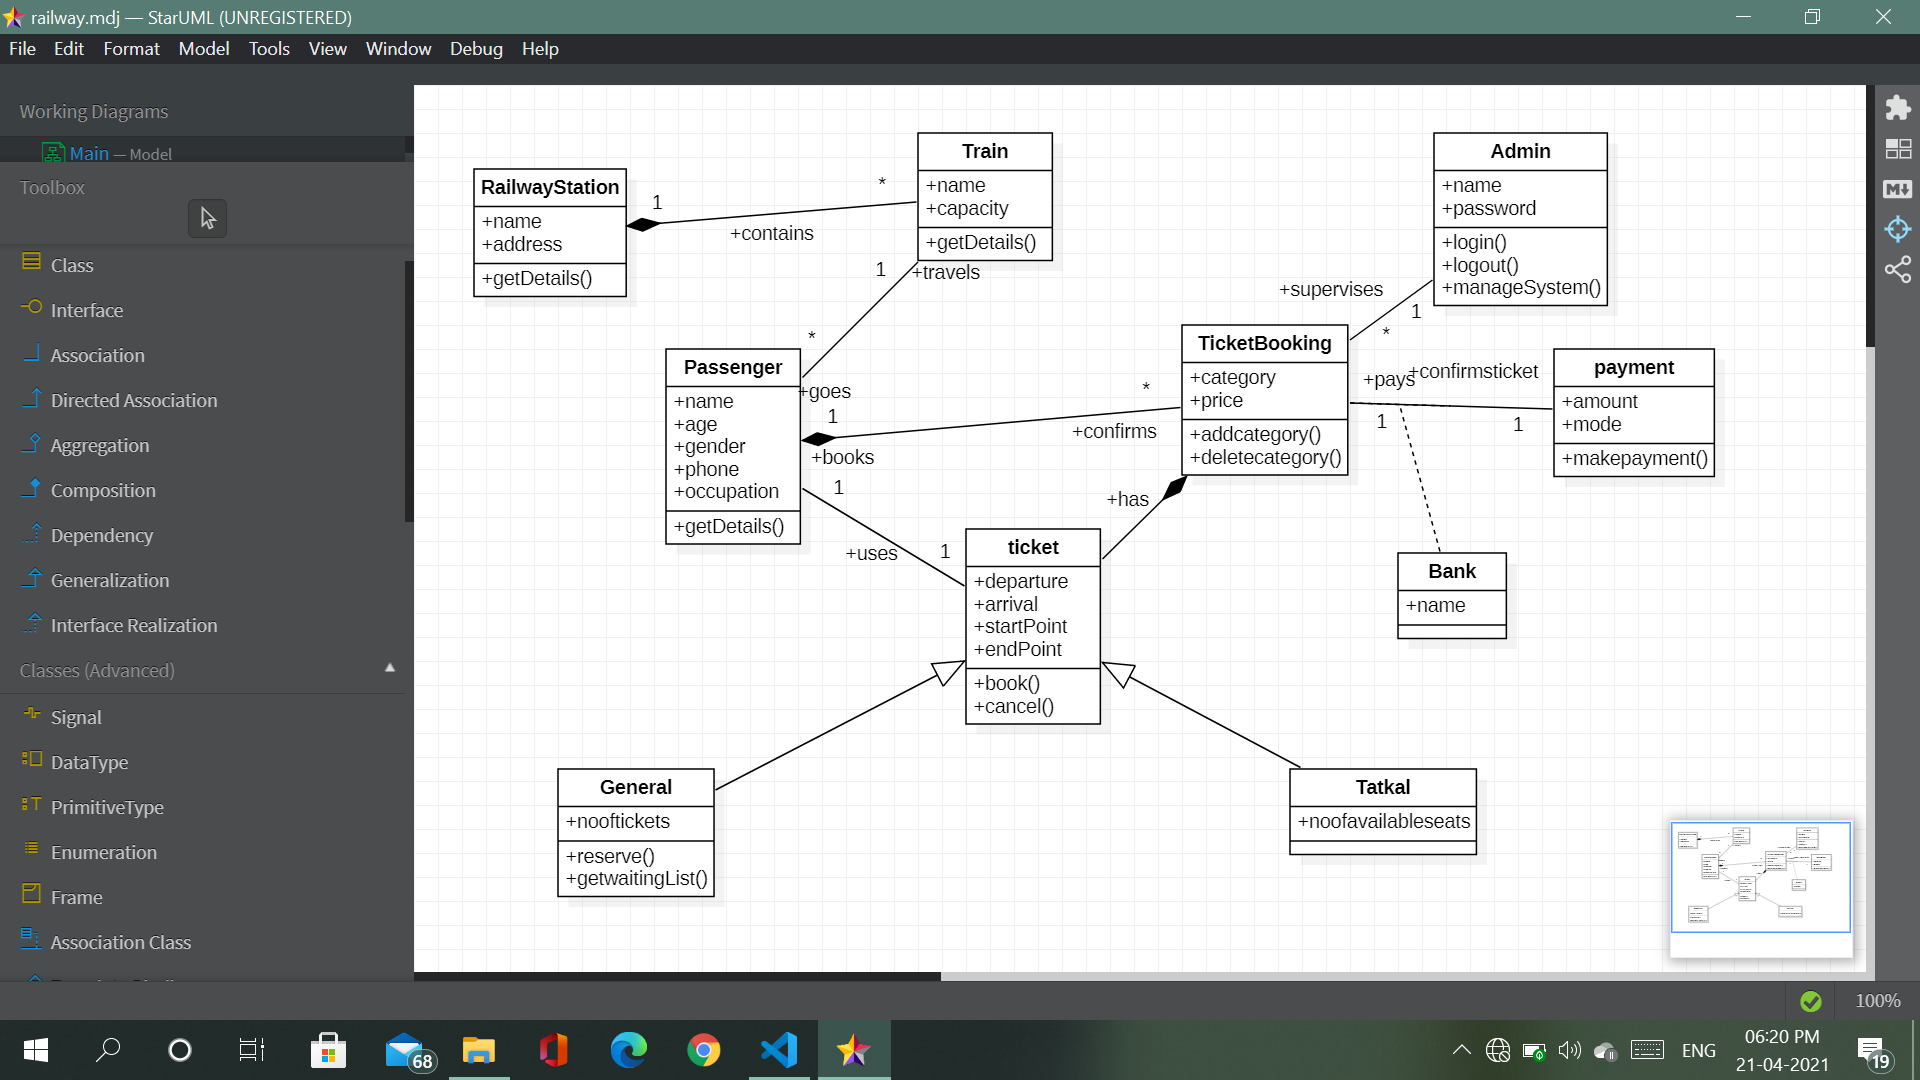 railway.mdj — StarUML (UNREGISTERED)
File Edit Format Model Tools View Window Debug Help
Working Diagrams
Main — Model
Toolbox
Class
Interface
Association
Directed Association
Aggregation
Composition
Dependency
Generalization
Interface Realization
Classes (Advanced)
Signal
DataType
PrimitiveType
Enumeration
Frame
Association Class
RailwayStation
+name
+address
+getDetails()
1
*
+contains
Train
+name
+capacity
+getDetails()
1
+travels
*
+goes
Passenger
+name
+age
+gender
+phone
+occupation
+getDetails()
1
+books
*
+confirms
1
+uses
1
TicketBooking
+category
+price
+addcategory()
+deletecategory()
+supervises
1
*
Admin
+name
+password
+login()
+logout()
+manageSystem()
+pays
+confirmsticket
1
1
payment
+amount
+mode
+makepayment()
+has
ticket
+departure
+arrival
+startPoint
+endPoint
+book()
+cancel()
Bank
+name
General
+nooftickets
+reserve()
+getwaitingList()
Tatkal
+noofavailableseats
100%
68
ENG
06:20 PM
21-04-2021
19